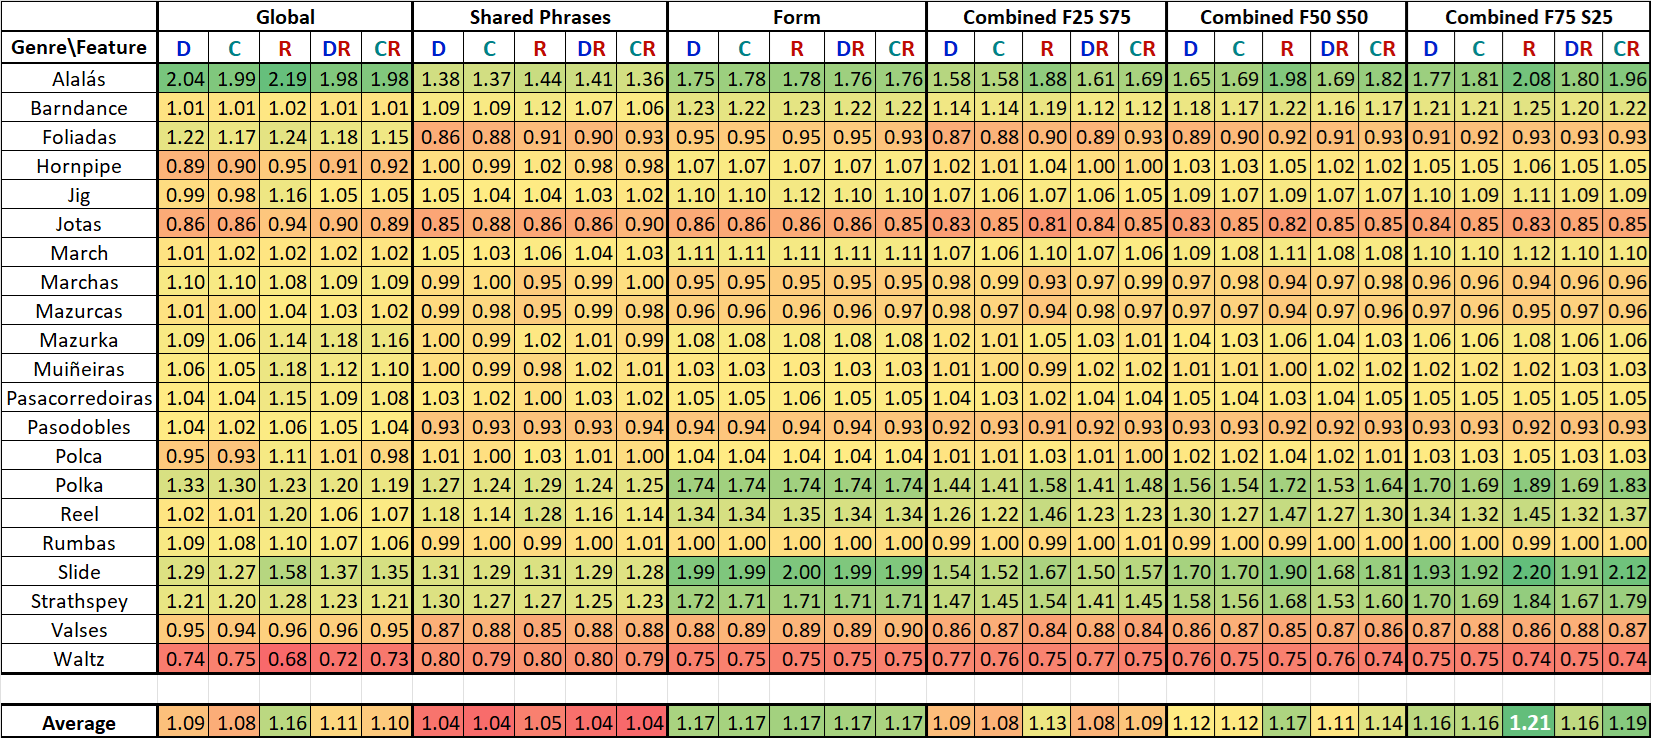 Global Shared Phrases Form Combined F25 S75 Combined F50 S50 Combined F75 S25
Genre\Feature D C R DR CR D C R DR CR D C R DR CR D C R DR CR D C R DR CR D C R DR CR
Alalás 2.04 1.99 2.19 1.98 1.98 1.38 1.37 1.44 1.41 1.36 1.75 1.78 1.78 1.76 1.76 1.58 1.58 1.88 1.61 1.69 1.65 1.69 1.98 1.69 1.82 1.77 1.81 2.08 1.80 1.96
Barndance 1.01 1.01 1.02 1.01 1.01 1.09 1.09 1.12 1.07 1.06 1.23 1.22 1.23 1.22 1.22 1.14 1.14 1.19 1.12 1.12 1.18 1.17 1.22 1.16 1.17 1.21 1.21 1.25 1.20 1.22
Foliadas 1.22 1.17 1.24 1.18 1.15 0.86 0.88 0.91 0.90 0.93 0.95 0.95 0.95 0.95 0.93 0.87 0.88 0.90 0.89 0.93 0.89 0.90 0.92 0.91 0.93 0.91 0.92 0.93 0.93 0.93
Hornpipe 0.89 0.90 0.95 0.91 0.92 1.00 0.99 1.02 0.98 0.98 1.07 1.07 1.07 1.07 1.07 1.02 1.01 1.04 1.00 1.00 1.03 1.03 1.05 1.02 1.02 1.05 1.05 1.06 1.05 1.05
Jig 0.99 0.98 1.16 1.05 1.05 1.05 1.04 1.04 1.03 1.02 1.10 1.10 1.12 1.10 1.10 1.07 1.06 1.07 1.06 1.05 1.09 1.07 1.09 1.07 1.07 1.10 1.09 1.11 1.09 1.09
Jotas 0.86 0.86 0.94 0.90 0.89 0.85 0.88 0.86 0.86 0.90 0.86 0.86 0.86 0.86 0.85 0.83 0.85 0.81 0.84 0.85 0.83 0.85 0.82 0.85 0.85 0.84 0.85 0.83 0.85 0.85
March 1.01 1.02 1.02 1.02 1.02 1.05 1.03 1.06 1.04 1.03 1.11 1.11 1.11 1.11 1.11 1.07 1.06 1.10 1.07 1.06 1.09 1.08 1.11 1.08 1.08 1.10 1.10 1.12 1.10 1.10
Marchas 1.10 1.10 1.08 1.09 1.09 0.99 1.00 0.95 0.99 1.00 0.95 0.95 0.95 0.95 0.95 0.98 0.99 0.93 0.97 0.99 0.97 0.98 0.94 0.97 0.98 0.96 0.96 0.94 0.96 0.96
Mazurcas 1.01 1.00 1.04 1.03 1.02 0.99 0.98 0.95 0.99 0.98 0.96 0.96 0.96 0.96 0.97 0.98 0.97 0.94 0.98 0.97 0.97 0.97 0.94 0.97 0.96 0.97 0.96 0.95 0.97 0.96
Mazurka 1.09 1.06 1.14 1.18 1.16 1.00 0.99 1.02 1.01 0.99 1.08 1.08 1.08 1.08 1.08 1.02 1.01 1.05 1.03 1.01 1.04 1.03 1.06 1.04 1.03 1.06 1.06 1.08 1.06 1.06
Muiñeiras 1.06 1.05 1.18 1.12 1.10 1.00 0.99 0.98 1.02 1.01 1.03 1.03 1.03 1.03 1.03 1.01 1.00 0.99 1.02 1.02 1.01 1.01 1.00 1.02 1.02 1.02 1.02 1.01 1.02 1.03
Pasacorredoiras 1.04 1.04 1.15 1.09 1.08 1.03 1.02 1.00 1.03 1.02 1.05 1.05 1.06 1.05 1.05 1.04 1.03 1.02 1.04 1.04 1.05 1.04 1.03 1.04 1.05 1.05 1.05 1.04 1.05 1.05
Pasodobles 1.04 1.02 1.06 1.05 1.04 0.93 0.93 0.93 0.93 0.94 0.94 0.94 0.94 0.94 0.93 0.92 0.93 0.91 0.92 0.93 0.93 0.93 0.92 0.92 0.93 0.93 0.93 0.92 0.93 0.93
Polca 0.95 0.93 1.11 1.01 0.98 1.01 1.00 1.03 1.01 1.00 1.04 1.04 1.04 1.04 1.04 1.01 1.01 1.03 1.01 1.00 1.02 1.02 1.04 1.02 1.01 1.03 1.03 1.05 1.03 1.03
Polka 1.33 1.30 1.23 1.20 1.19 1.27 1.24 1.29 1.24 1.25 1.74 1.74 1.74 1.74 1.74 1.44 1.41 1.58 1.41 1.48 1.56 1.54 1.72 1.53 1.64 1.70 1.69 1.89 1.69 1.83
Reel 1.02 1.01 1.20 1.06 1.07 1.18 1.14 1.28 1.16 1.14 1.34 1.34 1.35 1.34 1.34 1.26 1.22 1.46 1.23 1.23 1.30 1.27 1.47 1.27 1.30 1.34 1.32 1.45 1.32 1.37
Rumbas 1.09 1.08 1.10 1.07 1.06 0.99 1.00 0.99 1.00 1.01 1.00 1.00 1.00 1.00 1.00 0.99 1.00 0.99 1.00 1.01 0.99 1.00 0.99 1.00 1.00 1.00 1.00 0.99 1.00 1.00
Slide 1.29 1.27 1.58 1.37 1.35 1.31 1.29 1.31 1.29 1.28 1.99 1.99 2.00 1.99 1.99 1.54 1.52 1.67 1.50 1.57 1.70 1.70 1.90 1.68 1.81 1.93 1.92 2.20 1.91 2.12
Strathspey 1.21 1.20 1.28 1.23 1.21 1.30 1.27 1.27 1.25 1.23 1.72 1.71 1.71 1.71 1.71 1.47 1.45 1.54 1.41 1.45 1.58 1.56 1.68 1.53 1.60 1.70 1.69 1.84 1.67 1.79
Valses 0.95 0.94 0.96 0.96 0.95 0.87 0.88 0.85 0.88 0.88 0.88 0.89 0.89 0.89 0.90 0.86 0.87 0.84 0.88 0.84 0.86 0.87 0.85 0.87 0.86 0.87 0.88 0.86 0.88 0.87
Waltz 0.74 0.75 0.68 0.72 0.73 0.80 0.79 0.80 0.80 0.79 0.75 0.75 0.75 0.75 0.75 0.77 0.76 0.75 0.77 0.75 0.76 0.75 0.75 0.76 0.74 0.75 0.75 0.74 0.75 0.74
Average 1.09 1.08 1.16 1.11 1.10 1.04 1.04 1.05 1.04 1.04 1.17 1.17 1.17 1.17 1.17 1.09 1.08 1.13 1.08 1.09 1.12 1.12 1.17 1.11 1.14 1.16 1.16 1.21 1.16 1.19